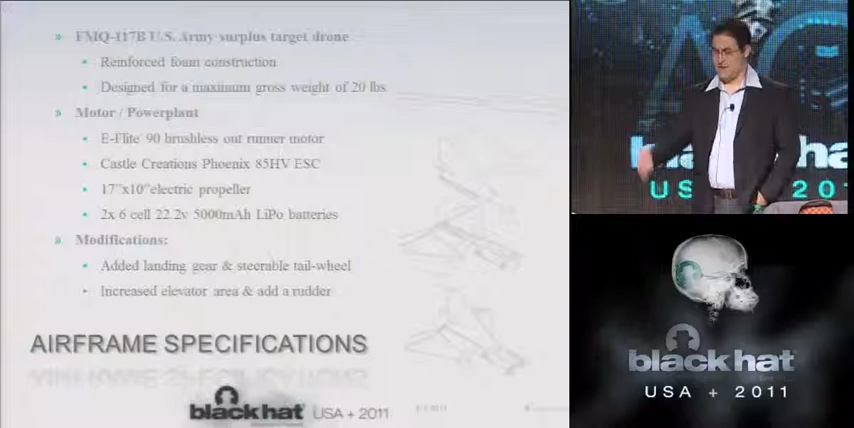 » FMQ-117B U.S. Army surplus target drone
• Reinforced foam construction
• Designed for a maximum gross weight of 20 lbs
» Motor / Powerplant
• E-Flite 90 brushless out runner motor
• Castle Creations Phoenix 85HV ESC
• 17"x10"electric propeller
• 2x 6 cell 22.2v 5000mAh LiPo batteries
» Modifications:
• Added landing gear & steerable tail-wheel
• Increased elevator area & add a rudder
AIRFRAME SPECIFICATIONS
black hat USA + 2011
black ha
USA 201
black hat
USA + 2011